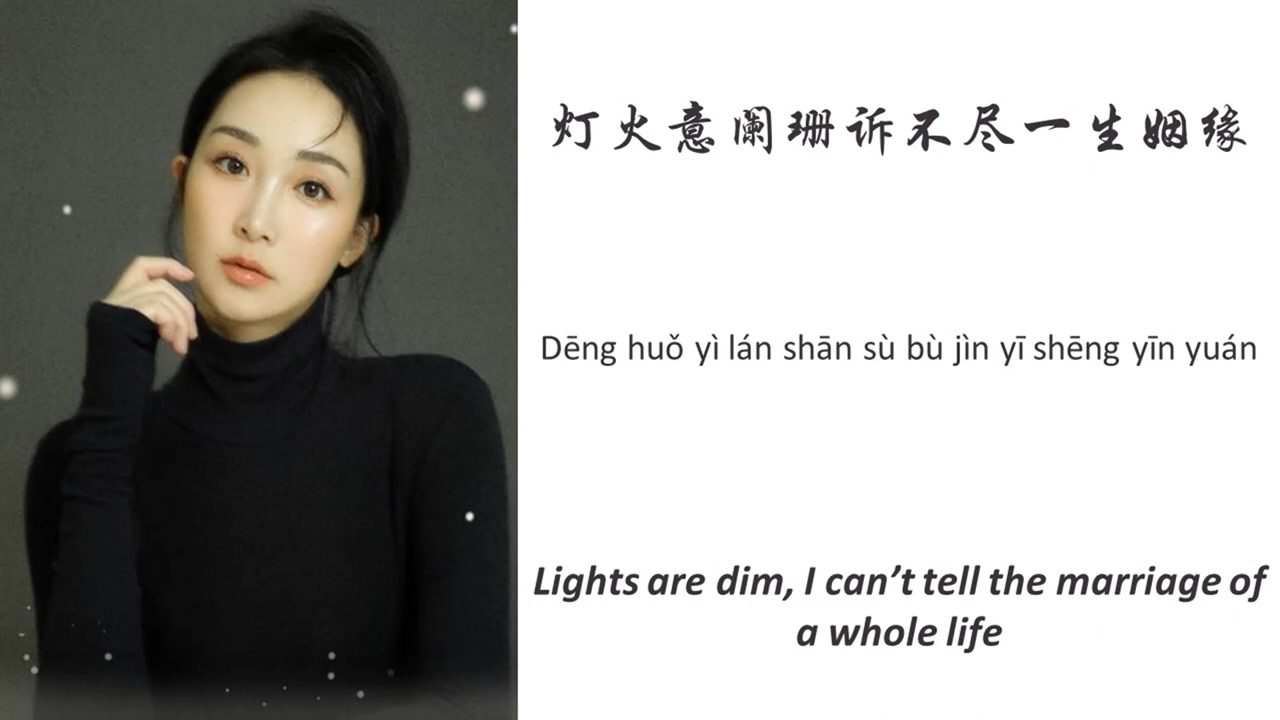 灯火意阑珊诉不尽一生姻缘
Dēng huǒ yì lán shān sù bù jìn yī shēng yīn yuán
Lights are dim, I can’t tell the marriage of
a whole life